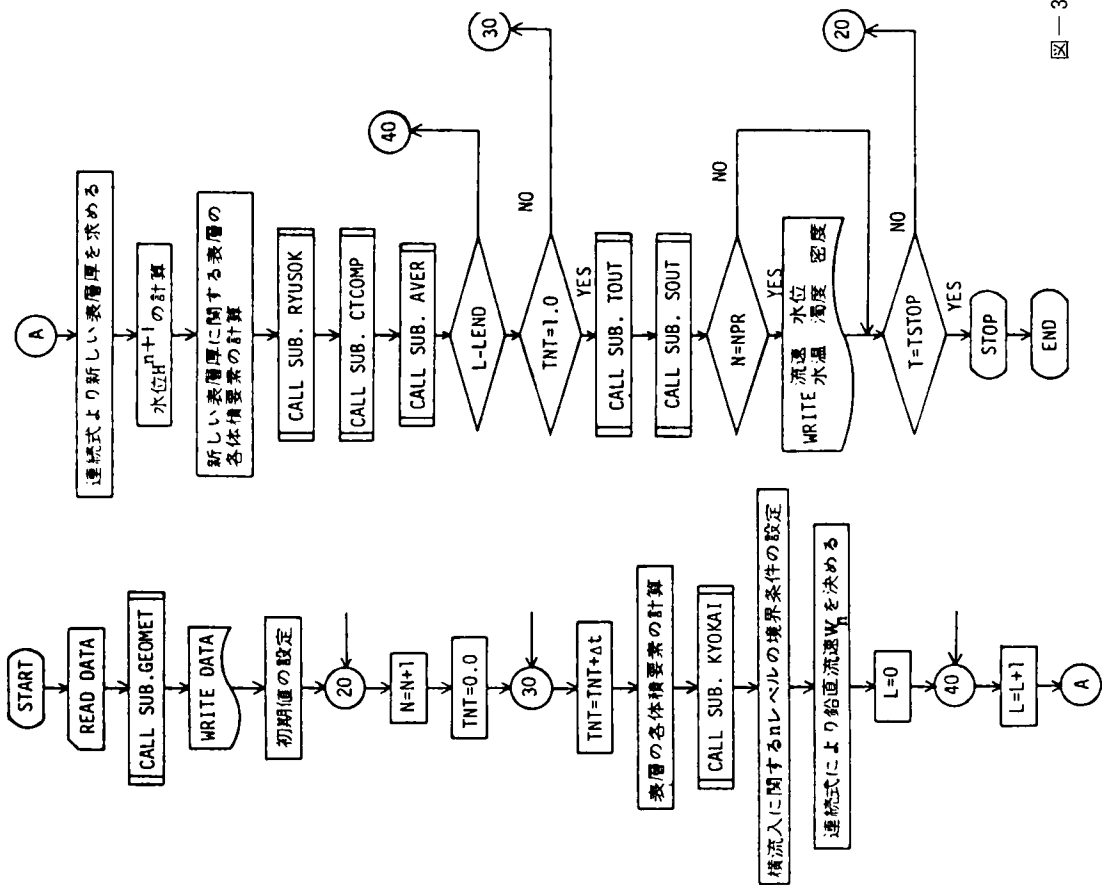 START
READ DATA
CALL SUB.GEOMET
WRITE DATA
初期値の設定
20
N=N+1
TNT=0.0
30
TNT=TNT+Δt
表層の各体積要素の計算
CALL SUB. KYOKAI
横流入に関するnレベルの境界条件の設定
連続式により鉛直流速Wnを決める
L=0
40
L=L+1
A
A
連続式より新しい表層厚を求める
水位Hn+1の計算
新しい表層厚に関する表層の
各体積要素の計算
CALL SUB. RYUSOK
CALL SUB. CTCOMP
CALL SUB. AVER
L-LEND
40
TNT=1.0
NO
30
YES
CALL SUB. TOUT
CALL SUB. SOUT
N=NPR
NO
YES
WRITE 流速 水位
水温 濁度 密度
T=TSTOP
NO
20
YES
STOP
END
図－3